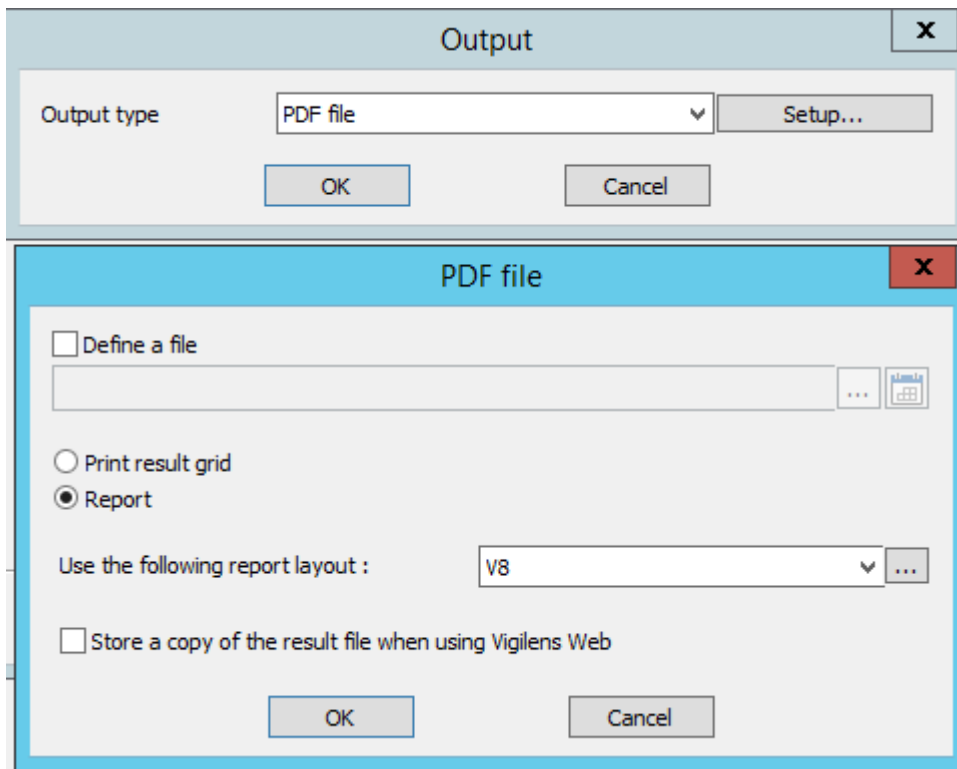 Output
x
Output type PDF file Setup...
OK Cancel
PDF file
x
Define a file
...
Print result grid
Report
Use the following report layout : V8 ...
Store a copy of the result file when using Vigilens Web
OK Cancel